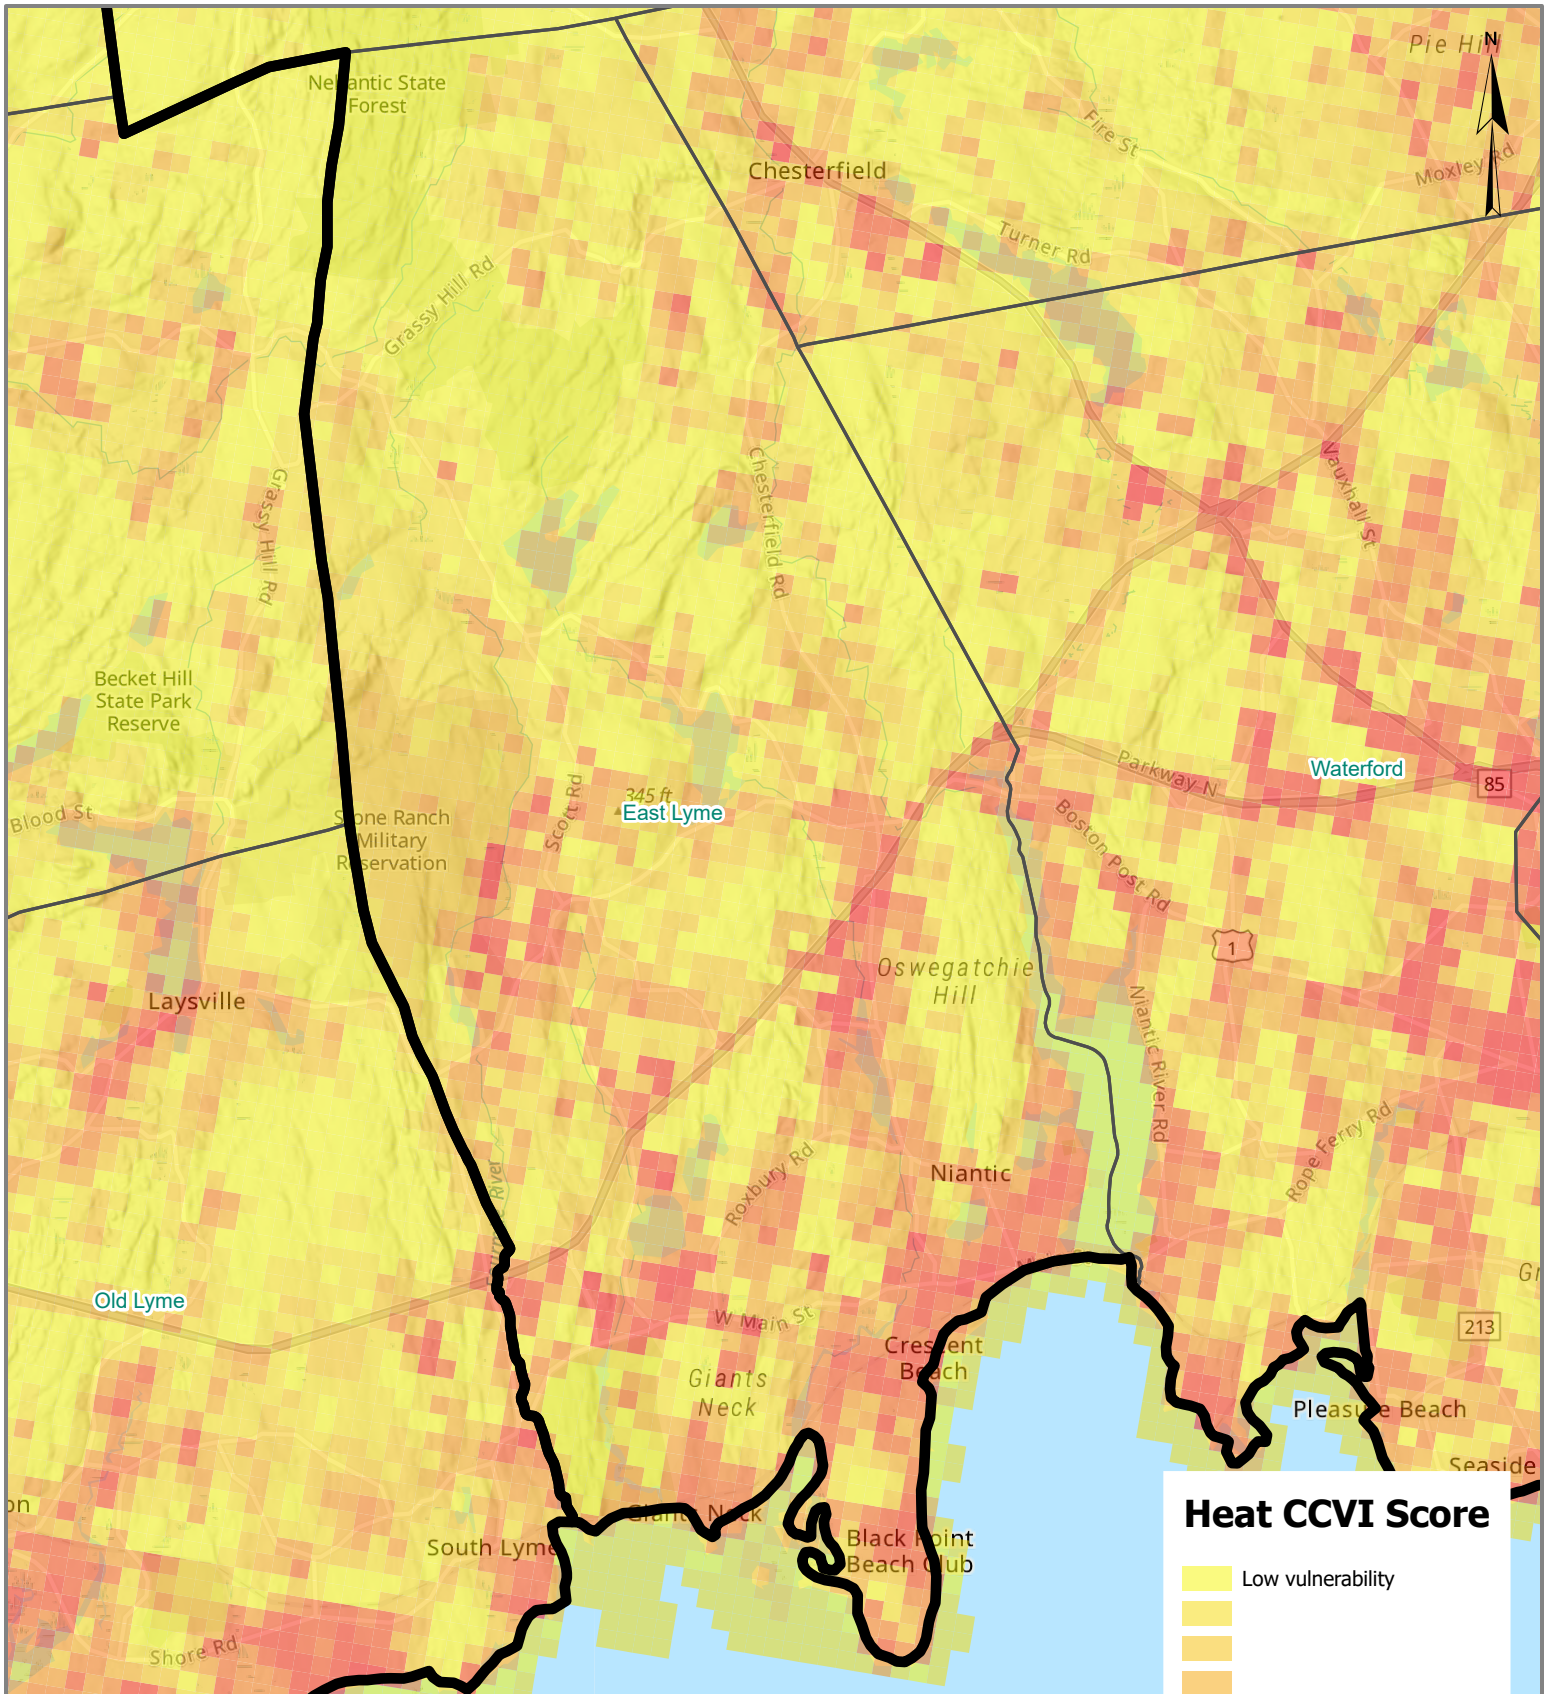 N
Pie Hill
Nehantic State
Forest
Fire St
Chesterfield
Moxley Rd
Turner Rd
Grassy Hill Rd
Chesterfield Rd
Vauxhall St
Grassy Hill Rd
Becket Hill
State Park
Reserve
Waterford
Parkway N
85
345 ft
East Lyme
Scott Rd
Blood St
Stone Ranch
Military
Reservation
Boston Post Rd
1
Oswegatchie
Hill
Laysville
Niantic River Rd
Rope Ferry Rd
Roxbury Rd
Niantic
River
Old Lyme
W Main St
213
Gr
Crescent
Beach
Giants
Neck
Pleasure Beach
Seaside
on
Giants Neck
South Lyme
Black Point
Beach Club
Shore Rd
Heat CCVI Score
Low vulnerability